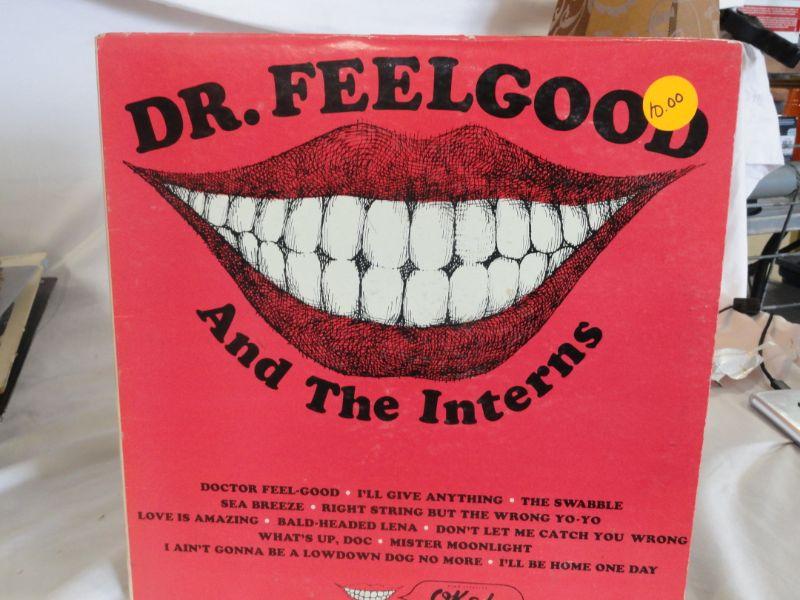 DR. FEELGOOD
10.00
And The Interns
DOCTOR FEEL-GOOD • I'LL GIVE ANYTHING • THE SWABBLE
SEA BREEZE • RIGHT STRING BUT THE WRONG YO-YO
LOVE IS AMAZING • BALD-HEADED LENA • DON'T LET ME CATCH YOU WRONG
WHAT'S UP, DOC • MISTER MOONLIGHT
I AIN'T GONNA BE A LOWDOWN DOG NO MORE • I'LL BE HOME ONE DAY